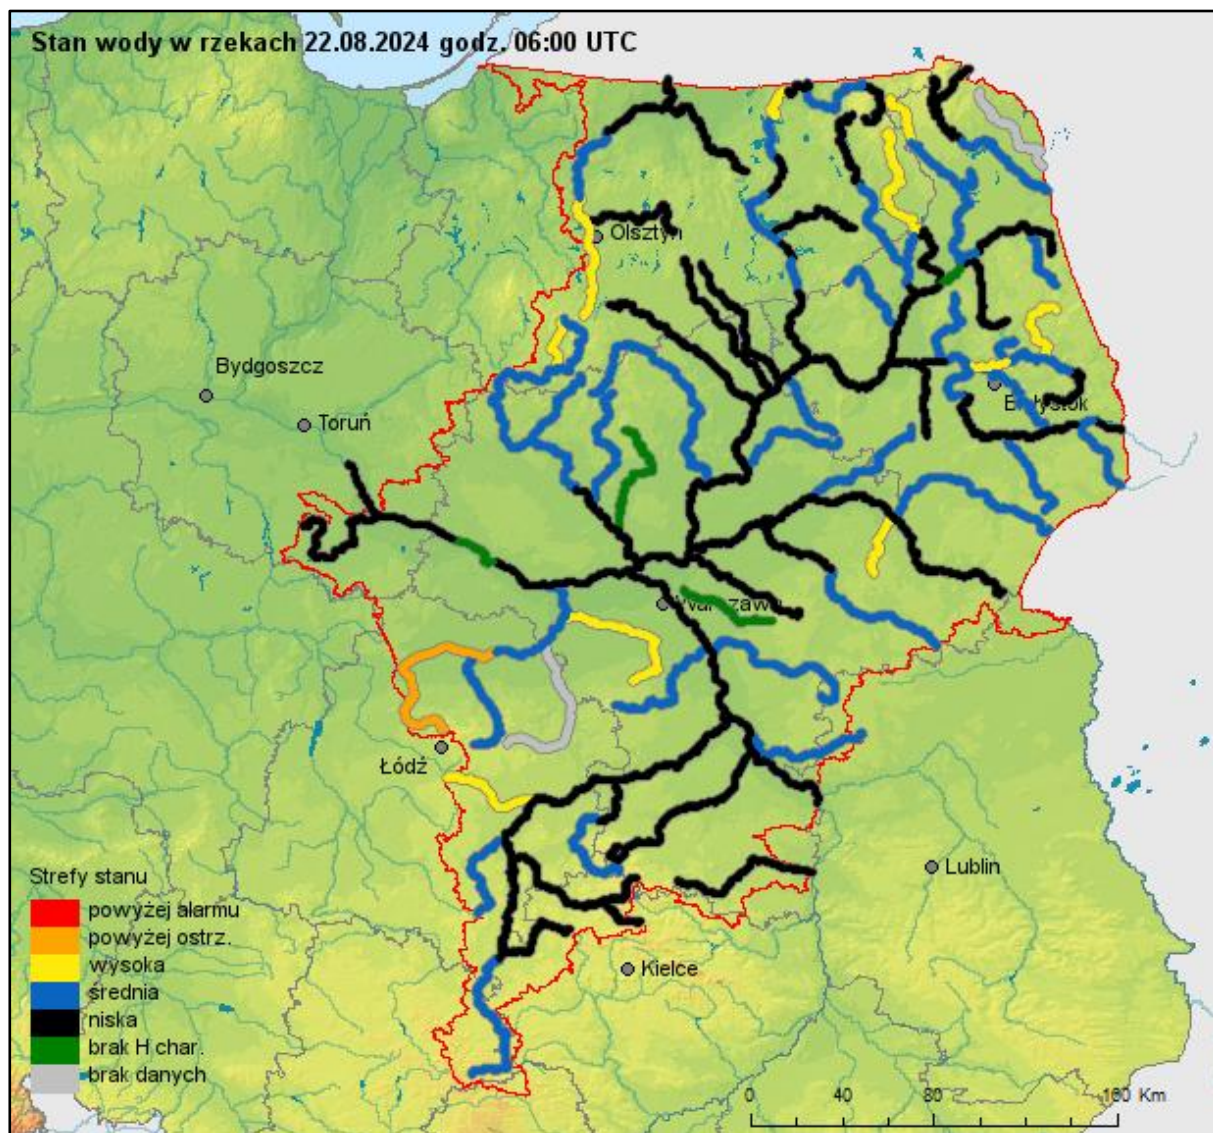 Stan wody w rzekach 22.08.2024 godz. 06:00 UTC
Olsztyn
Bydgoszcz
Toruń
Białystok
Warszawa
Łódź
Lublin
Kielce
Strefy stanu
powyżej alarmu
powyżej ostrz.
wysoka
średnia
niska
brak H char.
brak danych
0 40 80 160 Km